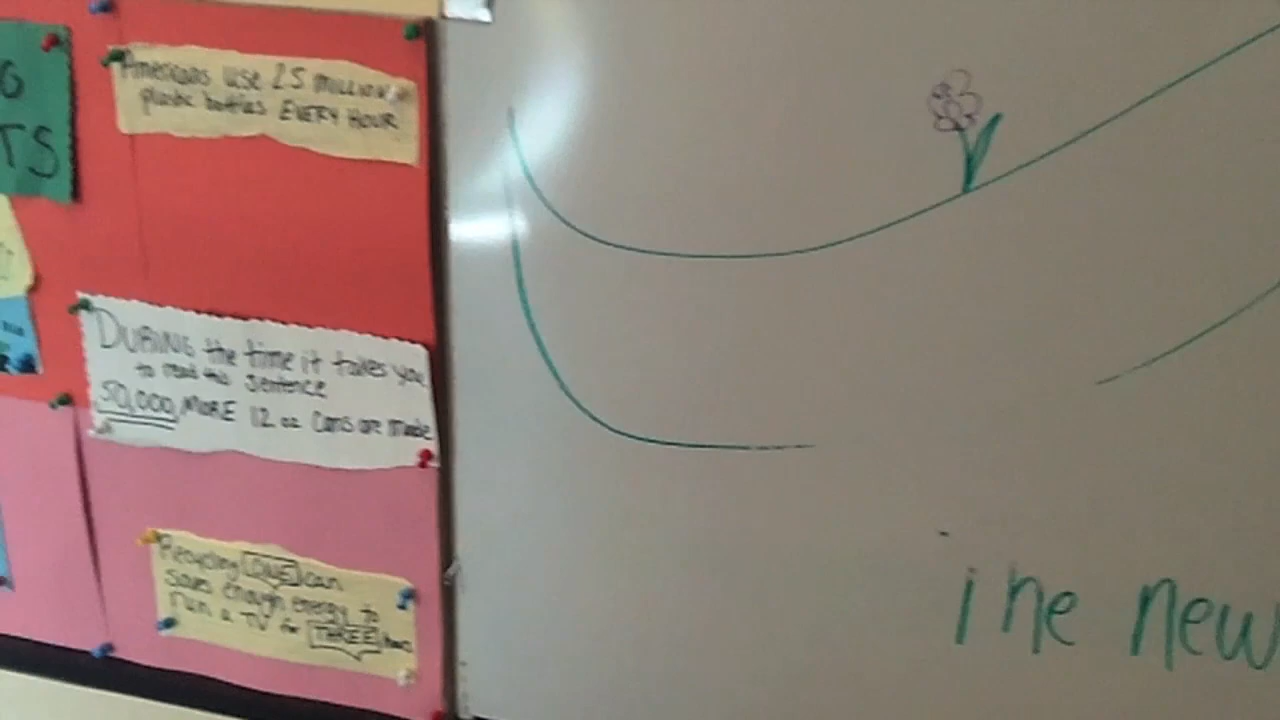 G
TS
Americans use 2.5 million
plastic bottles EVERY HOUR
DURING the time it takes you
to read this sentence
50,000 MORE 12 oz Cans are made
Recycling ONE can
saves enough energy to
run a TV for THREE
the new